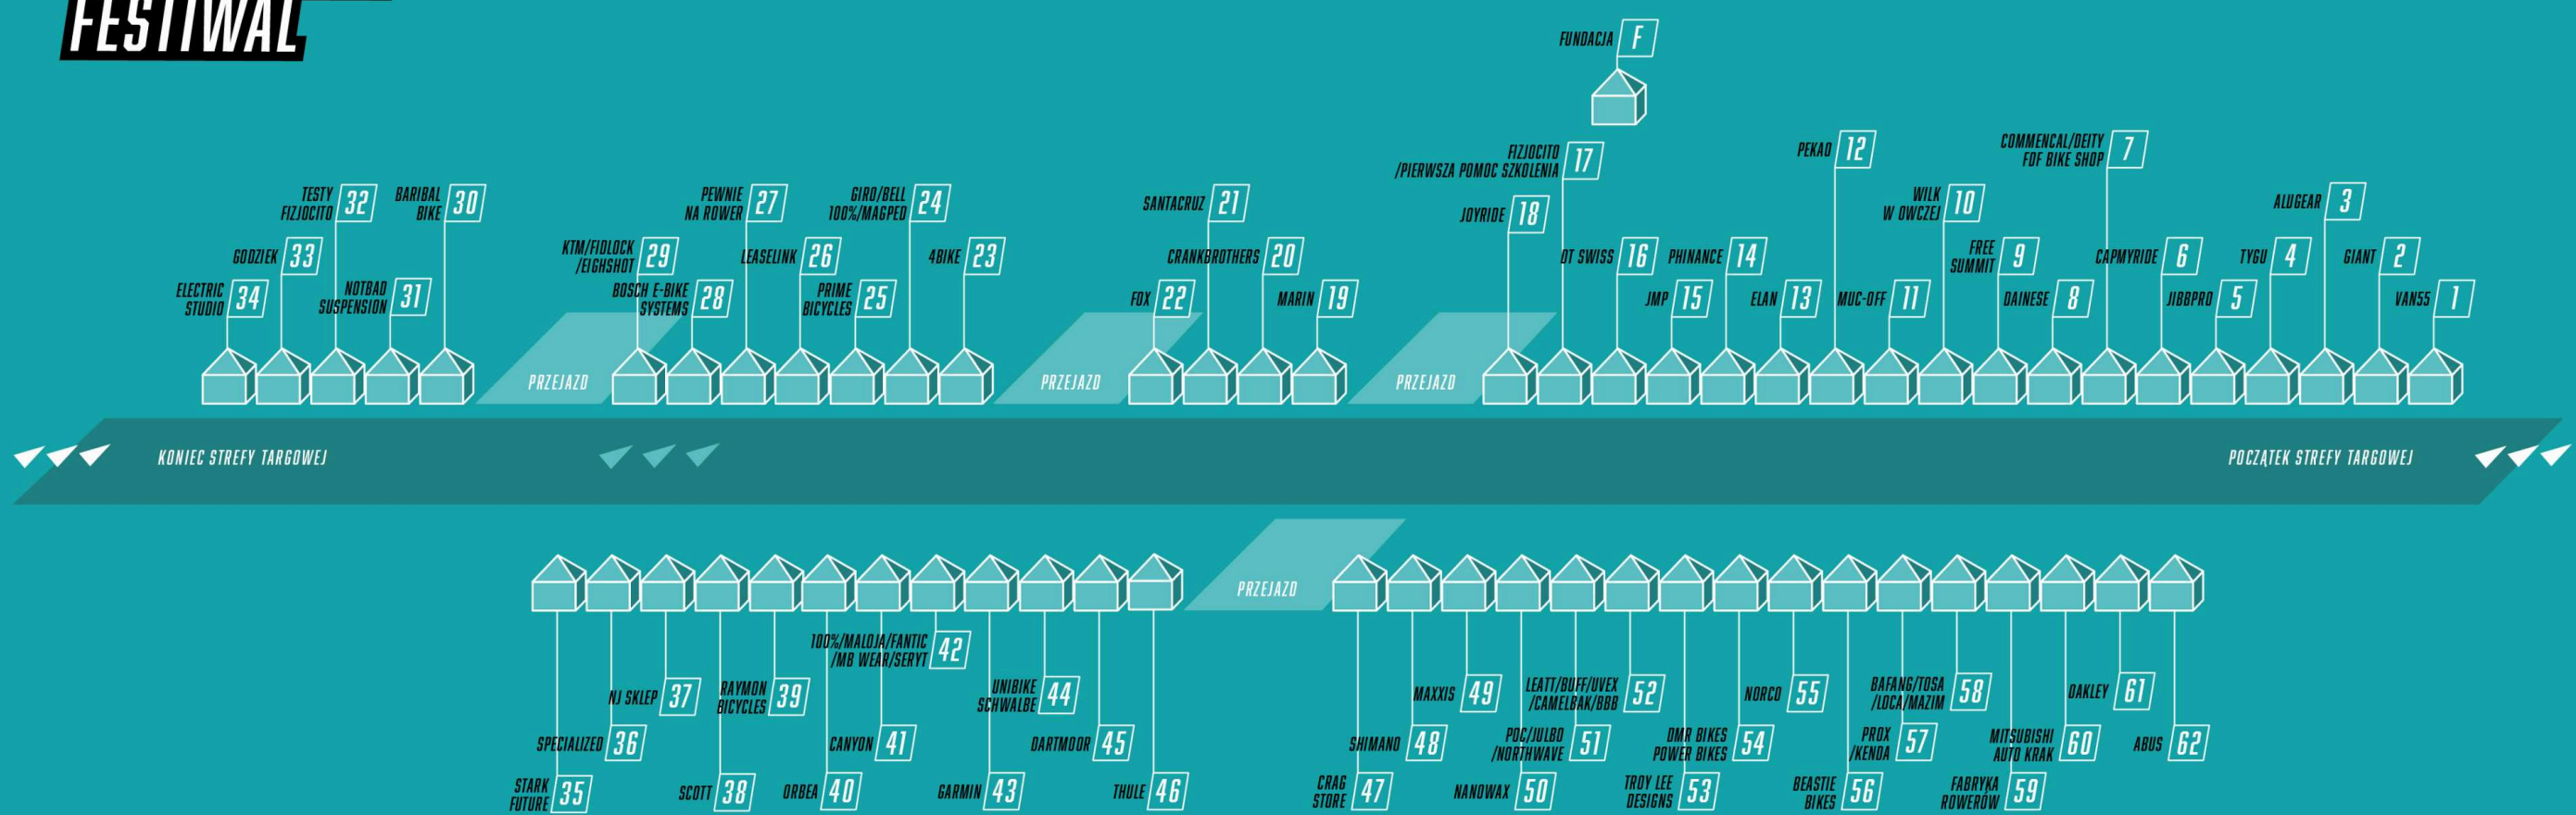 FESTIWAL
FUNDACJA F
FIZJOCITO
/PIERWSZA POMOC SZKOLENIA 17
JOYRIDE 18
DT SWISS 16
PHINANCE 14
JMP 15
ELAN 13
PEKAO 12
MUC-OFF 11
WILK
W OWCZEJ 10
FREE
SUMMIT 9
DAINESE 8
COMMENCAL/DEITY
FDF BIKE SHOP 7
CAPMYRIDE 6
JIBBPRO 5
TYGU 4
ALUGEAR 3
GIANT 2
VAN55 1
TESTY
FIZJOCITO 32
BARIBAL
BIKE 30
GODZIEK 33
ELECTRIC
STUDIO 34
NOTBAD
SUSPENSION 31
KTM/FIDLOCK
/EIGHSHOT 29
BOSCH E-BIKE
SYSTEMS 28
PEWNIE
NA ROWER 27
LEASELINK 26
PRIME
BICYCLES 25
GIRO/BELL
100%/MAGPED 24
4BIKE 23
SANTACRUZ 21
CRANKBROTHERS 20
FOX 22
MARIN 19
PRZEJAZD
PRZEJAZD
PRZEJAZD
KONIEC STREFY TARGOWEJ
POCZĄTEK STREFY TARGOWEJ
PRZEJAZD
100%/MALOJA/FANTIC
/MB WEAR/SERYT 42
NJ SKLEP 37
RAYMON
BICYCLES 39
UNIBIKE
SCHWALBE 44
SPECIALIZED 36
CANYON 41
DARTMOOR 45
STARK
FUTURE 35
SCOTT 38
ORBEA 40
GARMIN 43
THULE 46
MAXXIS 49
LEATT/BUFF/UVEX
/CAMELBAK/BBB 52
NORCO 55
BAFANG/TOSA
/LOCA/MAZIM 58
OAKLEY 61
SHIMANO 48
POC/JULBO
/NORTHWAVE 51
DMR BIKES
POWER BIKES 54
PROX
/KENDA 57
MITSUBISHI
AUTO KRAK 60
ABUS 62
CRAG
STORE 47
NANOWAX 50
TROY LEE
DESIGNS 53
BEASTIE
BIKES 56
FABRYKA
ROWERÓW 59